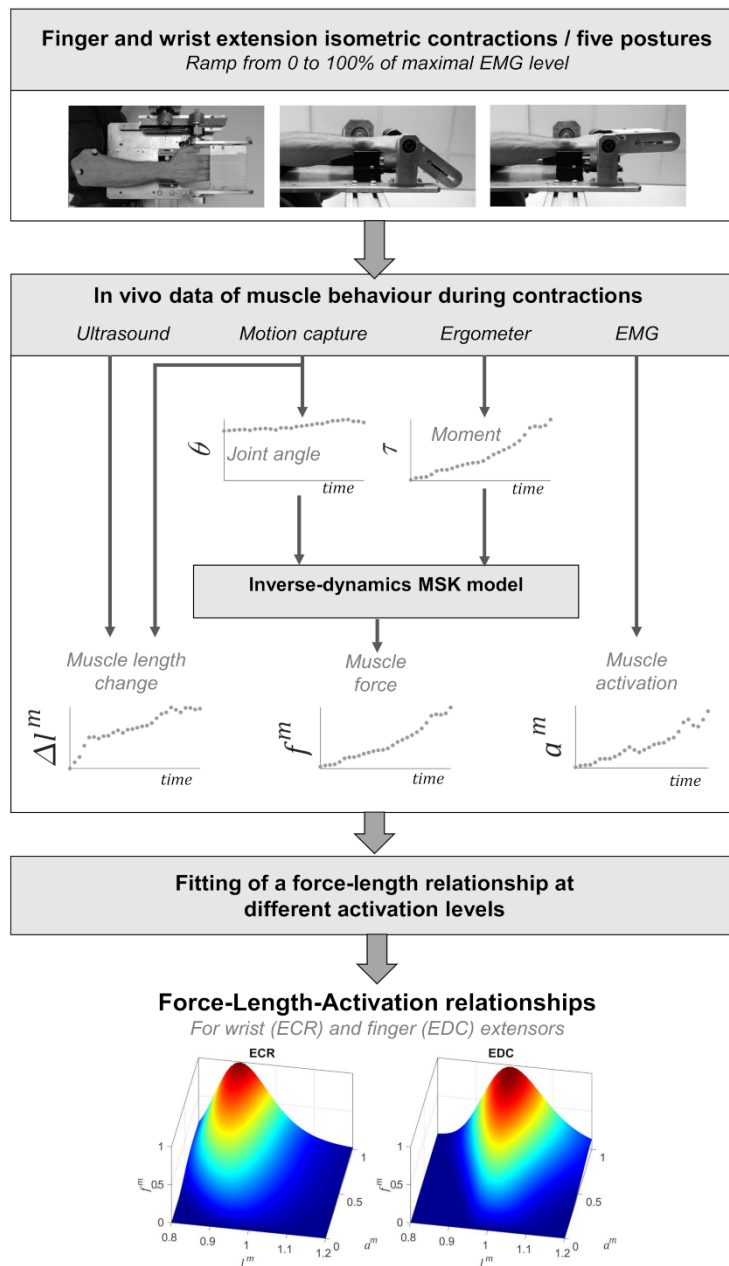 Finger and wrist extension isometric contractions / five postures
Ramp from 0 to 100% of maximal EMG level
In vivo data of muscle behaviour during contractions
Ultrasound Motion capture Ergometer EMG
θ
Joint angle
time
τ
Moment
time
Inverse-dynamics MSK model
Muscle length
change
Δl^m
time
Muscle
force
f^m
time
Muscle
activation
a^m
time
Fitting of a force-length relationship at
different activation levels
Force-Length-Activation relationships
For wrist (ECR) and finger (EDC) extensors
ECR
1
0.5
0
f^m
0.8
0.9
1
1.1
1.2
l^m
0
0.5
1
a^m
EDC
1
0.5
0
f^m
0.8
0.9
1
1.1
1.2
l^m
0
0.5
1
a^m